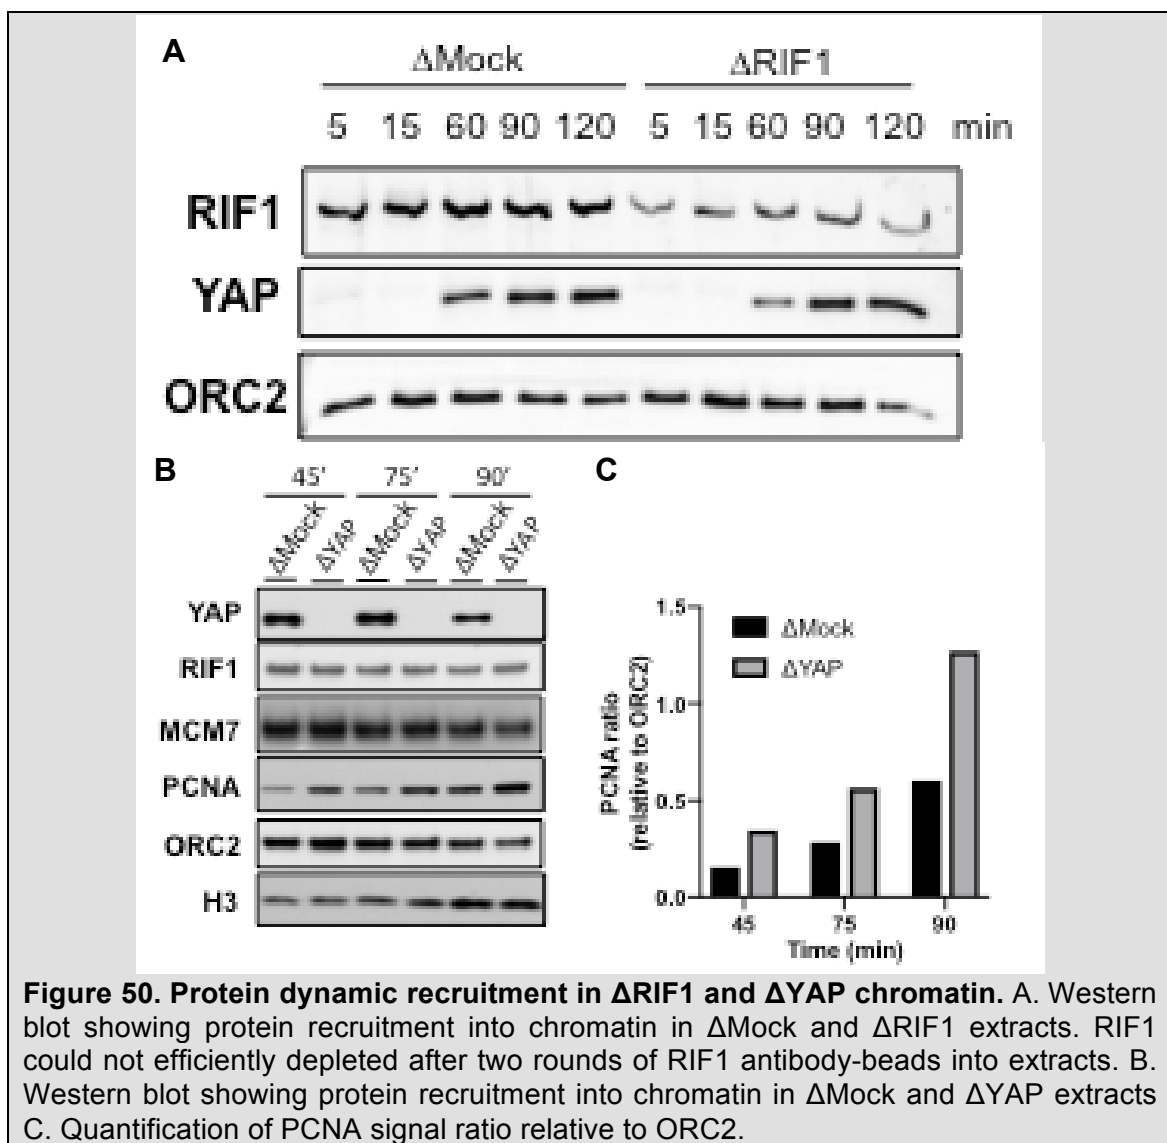 A
ΔMock ΔRIF1
5 15 60 90 120 5 15 60 90 120 min
RIF1
YAP
ORC2
B
45' 75' 90'
ΔMock ΔYAP ΔMock ΔYAP ΔMock ΔYAP
YAP
RIF1
MCM7
PCNA
ORC2
H3
C
PCNA ratio
(relative to ORC2)
1.5
1.0
0.5
0.0
ΔMock
ΔYAP
45 75 90
Time (min)
Figure 50. Protein dynamic recruitment in ΔRIF1 and ΔYAP chromatin. A. Western
blot showing protein recruitment into chromatin in ΔMock and ΔRIF1 extracts. RIF1
could not efficiently depleted after two rounds of RIF1 antibody-beads into extracts. B.
Western blot showing protein recruitment into chromatin in ΔMock and ΔYAP extracts
C. Quantification of PCNA signal ratio relative to ORC2.